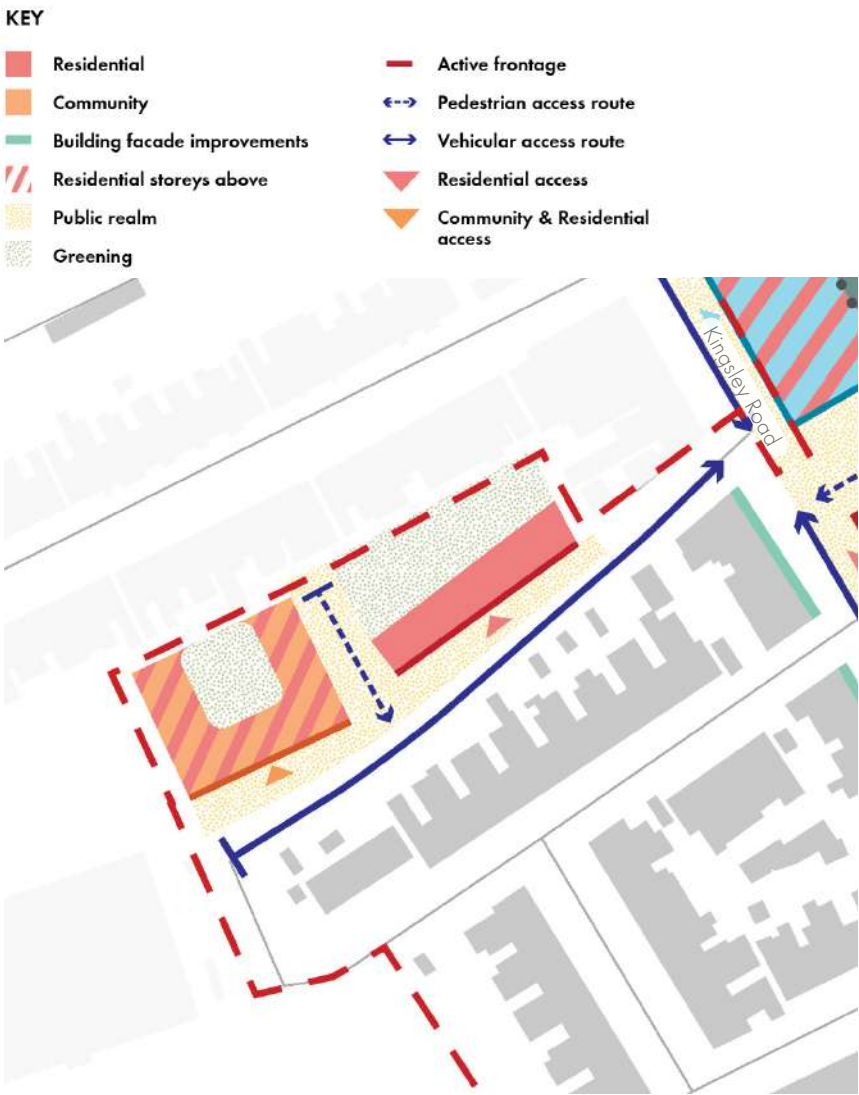 KEY
Residential
Community
Building facade improvements
Residential storeys above
Public realm
Greening
Active frontage
Pedestrian access route
Vehicular access route
Residential access
Community & Residential
access
Kingsley Road